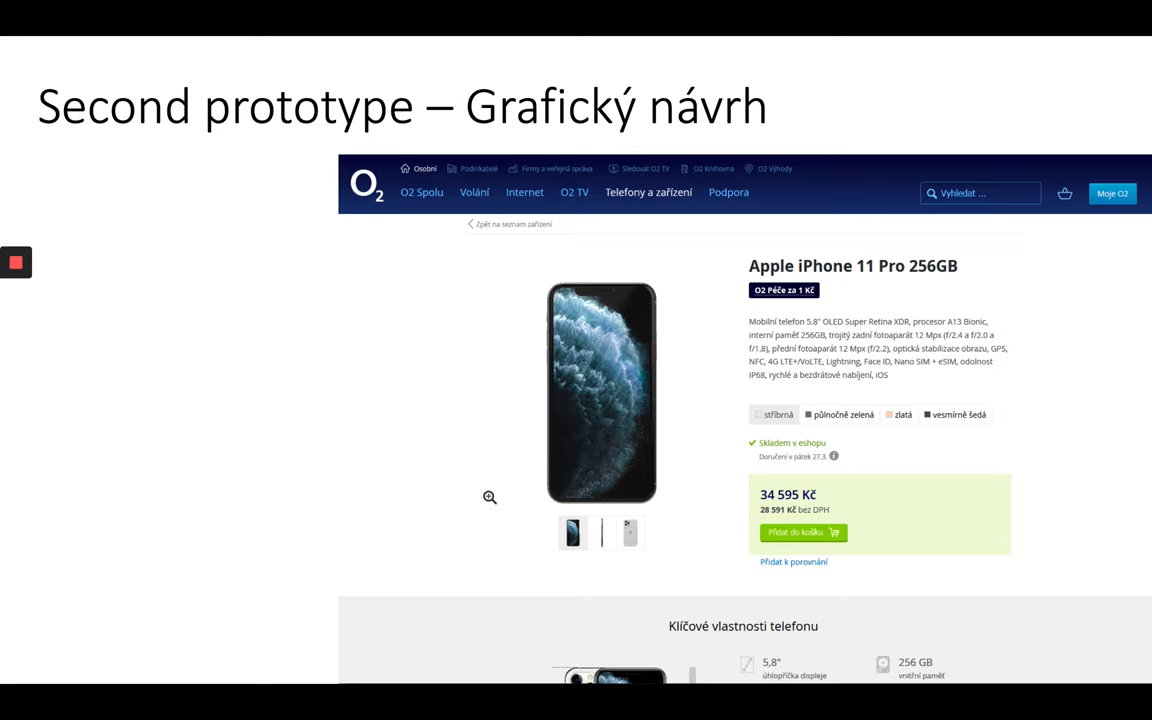 Second prototype – Grafický návrh
O2
Osobní Podnikatelé Firmy a veřejná správa Sledovat O2 TV O2 Knihovna O2 Výhody
O2 Spolu Volání Internet O2 TV Telefony a zařízení Podpora
Vyhledat ...
Moje O2
Zpět na seznam zařízení
Apple iPhone 11 Pro 256GB
O2 Péče za 1 Kč
Mobilní telefon 5.8" OLED Super Retina XDR, procesor A13 Bionic,
interní paměť 256GB, trojitý zadní fotoaparát 12 Mpx (f/2.4 a f/2.0 a
f/1.8), přední fotoaparát 12 Mpx (f/2.2), optická stabilizace obrazu, GPS,
NFC, 4G LTE+/VoLTE, Lightning, Face ID, Nano SIM + eSIM, odolnost
IP68, rychlé a bezdrátové nabíjení, iOS
stříbrná půlnočně zelená zlatá vesmírně šedá
Skladem v eshopu
Doručení v pátek 27.3.
34 595 Kč
28 591 Kč bez DPH
Přidat do košíku
Přidat k porovnání
Klíčové vlastnosti telefonu
5,8" 256 GB
úhlopříčka displeje vnitřní paměť